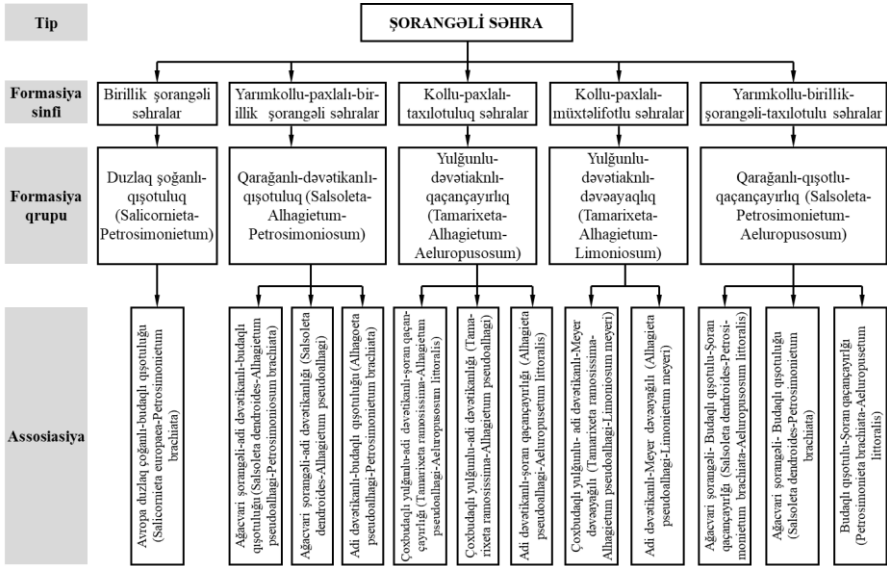 Tip
ŞORANGƏLİ SƏHRA
Formasiya
sinfi
Birillik şorangəli
səhralar
Yarımkollu-paxlalı-bir-
illik şorangəli səhralar
Kollu-paxlalı-
taxılotuluq səhralar
Kollu-paxlalı-
müxtəlifotlu səhralar
Yarımkollu-birillik-
şorangəli-taxılotulu səhralar
Formasiya
qrupu
Duzlaq şoğanlı-
qışotuluq
(Salicornieta-
Petrosimonietum)
Qarağanlı-dəvətikanlı-
qışotuluq (Salsoleta-
Alhagietum-
Petrosimoniosum)
Yulğunlu-
dəvətiaknlı-
qaçançayırlıq
(Tamarixeta-
Alhagietum-
Aeluropusosum)
Yulğunlu-
dəvətiaknlı-
dəvəayaqlıq
(Tamarixeta-
Alhagietum-
Limoniosum)
Qarağanlı-qışotlu-
qaçançayırlıq (Salsoleta-
Petrosimonietum-
Aeluropusosum)
Assosiasiya
Avropa duzlaq çoğanlı-budaqlı qışotuluğu
(Salicornieta europaea-Petrosimonietum
brachiata)
Ağacvari şorangəli-adi dəvətikanlı-budaqlı
qışotuluğu (Salsoleta dendroides-Alhagietum
pseudoalhagi-Petrosimoniosum brachiata)
Ağacvari şorangəli-adi dəvətikanlığı (Salsoleta
dendroides-Alhagietum pseudoalhagi)
Adi dəvətikanlı-budaqlı qışotuluğu (Alhagoeta
pseudoalhagi-Petrosimonietum brachiata)
Çoxbudaqlı yulğunlu-adi dəvətikanlı-şoran qaçan-
çayırlığı (Tamarixeta ramosissima-Alhagietum
pseudoalhagi-Aeluropusosum littoralis)
Çoxbudaqlı yulğunlu-adi dəvətikanlığı (Tama-
rixeta ramosissima-Alhagietum pseudoalhagi)
Adi dəvətikanlı-şoran qaçançayırlığı (Alhagieta
pseudoalhagi-Aeluropusetum littoralis)
Çoxbudaqlı yulğunlu- adi dəvətikanlı-Meyer
dəvəayağılı (Tamarixeta ramosissima-
Alhagietum pseudoalhagi-Limoniosum meyeri)
Adi dəvətikanlı-Meyer dəvəayağılı (Alhagieta
pseudoalhagi-Limonietum meyeri)
Ağacvari şorangəli- Budaqlı qışotulu-Şoran
qaçançayırlığı (Salsoleta dendroides-Petrosi-
monietum brachiata-Aeluropusosum littoralis)
Ağacvari şorangəli- Budaqlı qışotuluğu
(Salsoleta dendroides-Petrosimonietum
brachiata)
Budaqlı qışotulu-Şoran qaçançayırlğı
(Petrosimonieta brachiata-Aeluropusetum
littoralis)